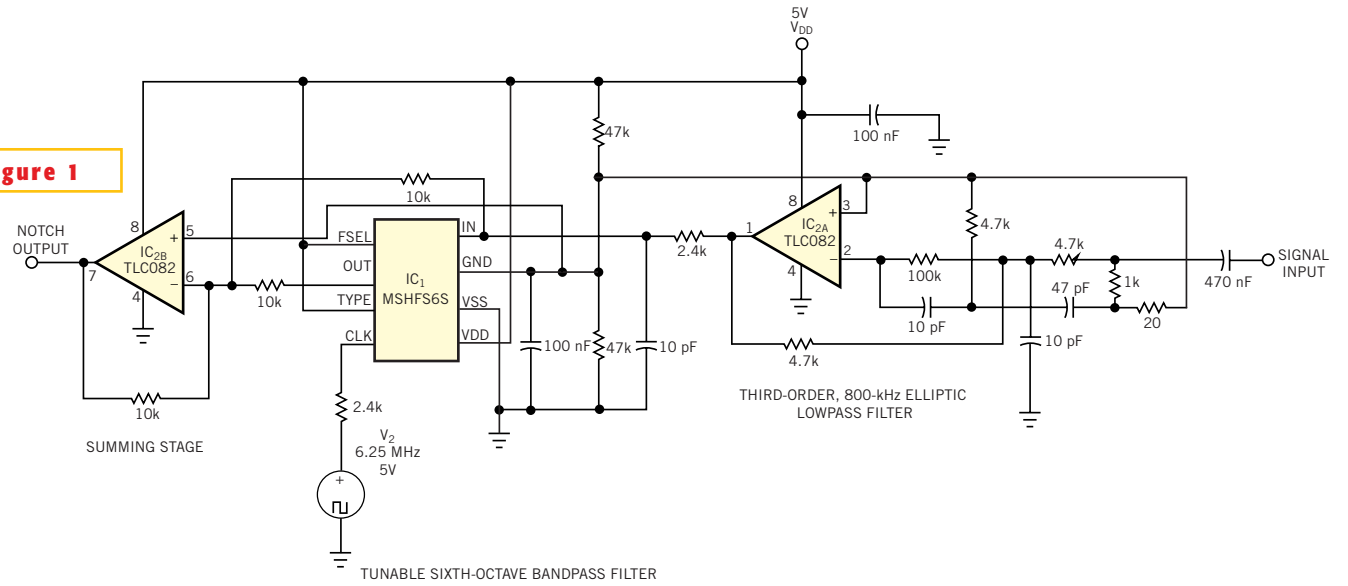 5V
VDD
47k
100 nF
gure 1
10k
8
3
NOTCH
OUTPUT
8
5
IC2B
TLC082
7
6
4
10k
10k
FSEL
OUT
TYPE
CLK
IN
GND
VSS
VDD
IC1
MSHFS6S
2.4k
1
IC2A
TLC082
2
4
4.7k
4.7k
100k
1k
470 nF
SIGNAL
INPUT
10 pF
47 pF
20
100 nF
47k
10 pF
4.7k
10 pF
SUMMING STAGE
2.4k
V2
6.25 MHz
5V
THIRD-ORDER, 800-kHz ELLIPTIC
LOWPASS FILTER
TUNABLE SIXTH-OCTAVE BANDPASS FILTER